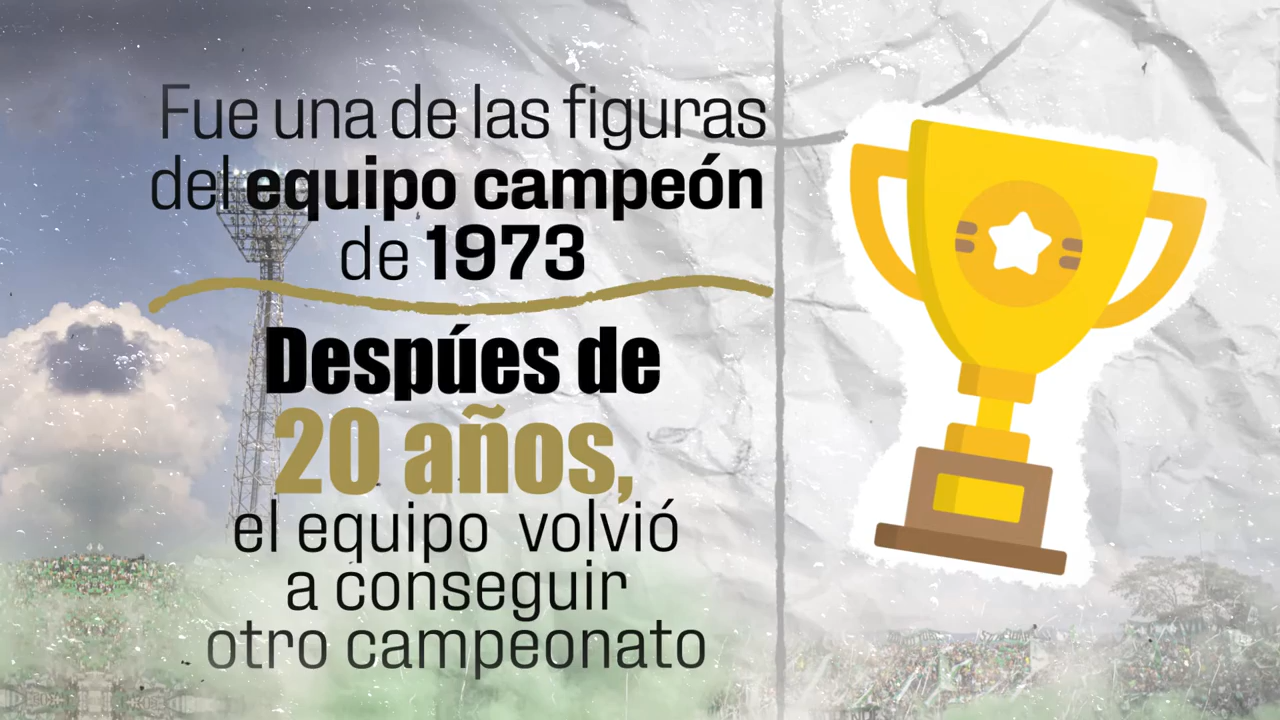 Fue una de las figuras
del equipo campeón
de 1973
Despúes de
20 años,
el equipo volvió
a conseguir
otro campeonato